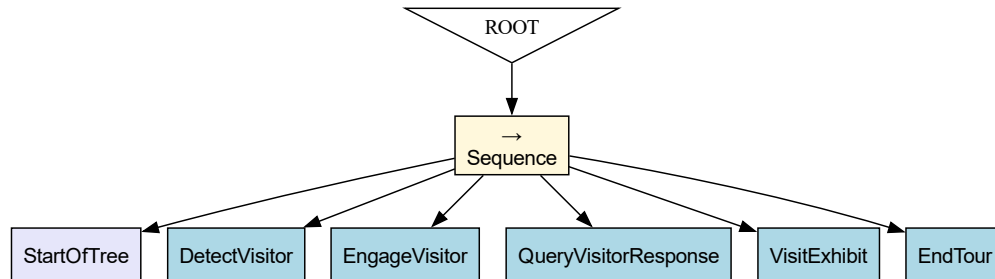 ROOT
→
Sequence
StartOfTree
DetectVisitor
EngageVisitor
QueryVisitorResponse
VisitExhibit
EndTour